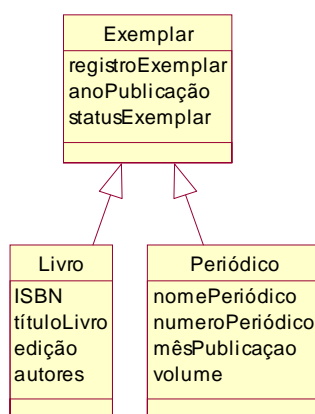 Exemplar
registroExemplar
anoPublicação
statusExemplar
Livro
ISBN
títuloLivro
edição
autores
Periódico
nomePeriódico
numeroPeriódico
mêsPublicaçao
volume